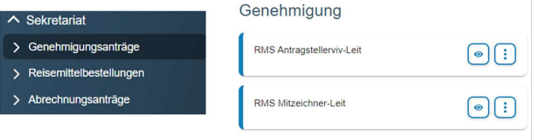 Sekretariat
Genehmigungsanträge
Reisemittelbestellungen
Abrechnungsanträge
Genehmigung
RMS Antragstellerviv-Leit
RMS Mitzeichner-Leit